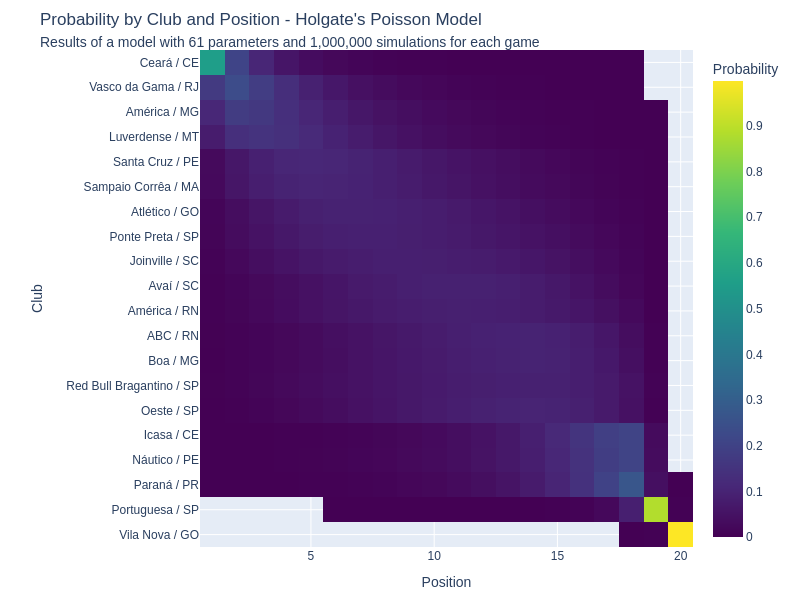 Probability by Club and Position - Holgate's Poisson Model
Results of a model with 61 parameters and 1,000,000 simulations for each game
Probability
Club
Ceará / CE
Vasco da Gama / RJ
América / MG
Luverdense / MT
Santa Cruz / PE
Sampaio Corrêa / MA
Atlético / GO
Ponte Preta / SP
Joinville / SC
Avaí / SC
América / RN
ABC / RN
Boa / MG
Red Bull Bragantino / SP
Oeste / SP
Icasa / CE
Náutico / PE
Paraná / PR
Portuguesa / SP
Vila Nova / GO
0.9
0.8
0.7
0.6
0.5
0.4
0.3
0.2
0.1
0
5
10
15
20
Position